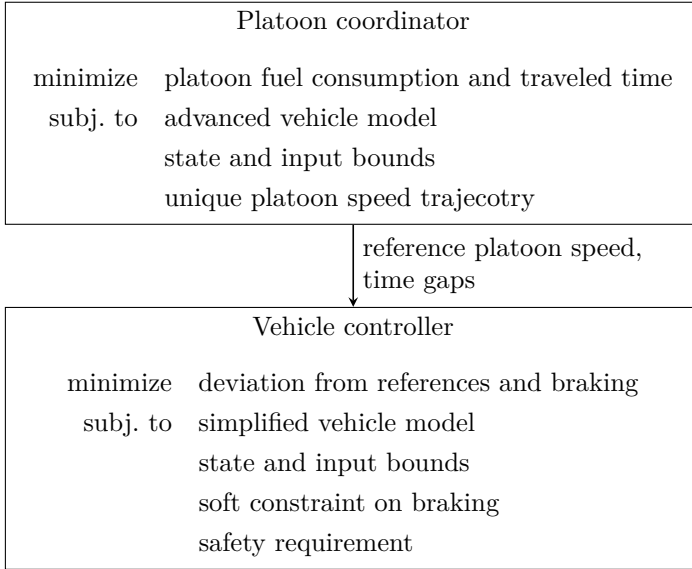 Platoon coordinator
minimize platoon fuel consumption and traveled time
subj. to advanced vehicle model
state and input bounds
unique platoon speed trajecotry
reference platoon speed,
time gaps
Vehicle controller
minimize deviation from references and braking
subj. to simplified vehicle model
state and input bounds
soft constraint on braking
safety requirement